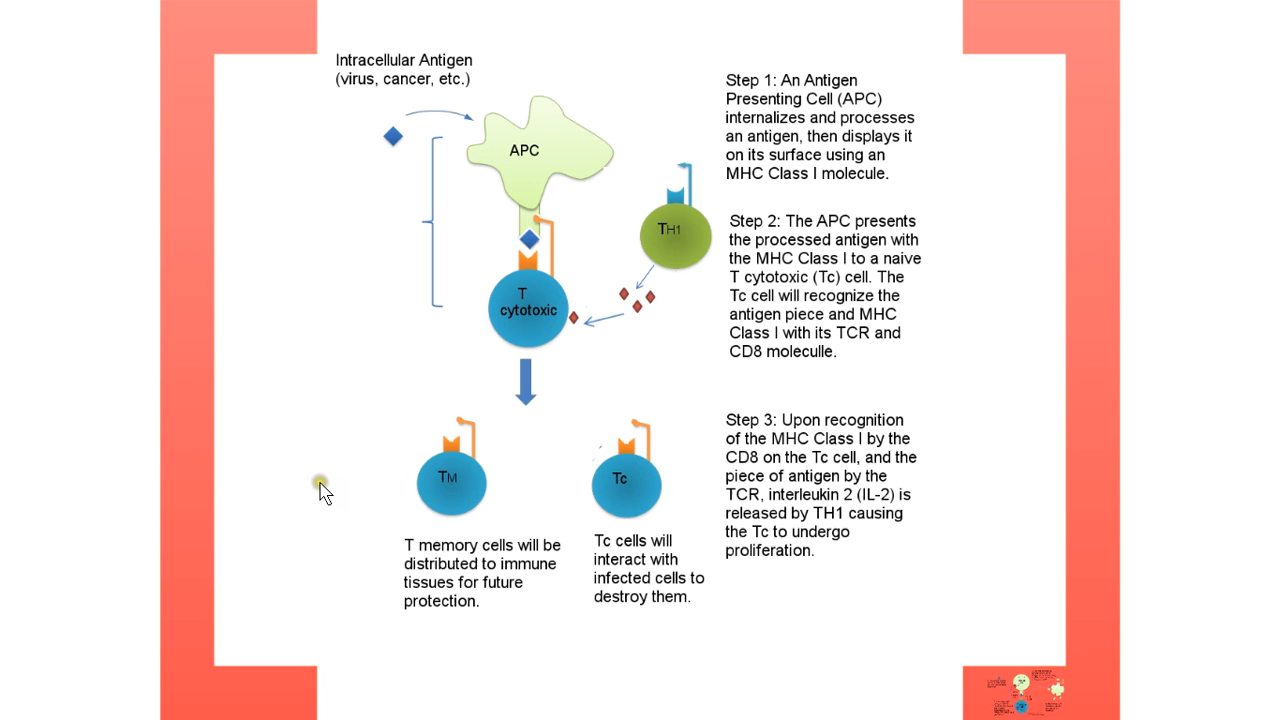 Intracellular Antigen
(virus, cancer, etc.)
APC
TH1
T
cytotoxic
TM
Tc
T memory cells will be
distributed to immune
tissues for future
protection.
Tc cells will
interact with
infected cells to
destroy them.
Step 1: An Antigen
Presenting Cell (APC)
internalizes and processes
an antigen, then displays it
on its surface using an
MHC Class I molecule.
Step 2: The APC presents
the processed antigen with
the MHC Class I to a naive
T cytotoxic (Tc) cell. The
Tc cell will recognize the
antigen piece and MHC
Class I with its TCR and
CD8 moleculle.
Step 3: Upon recognition
of the MHC Class I by the
CD8 on the Tc cell, and the
piece of antigen by the
TCR, interleukin 2 (IL-2) is
released by TH1 causing
the Tc to undergo
proliferation.